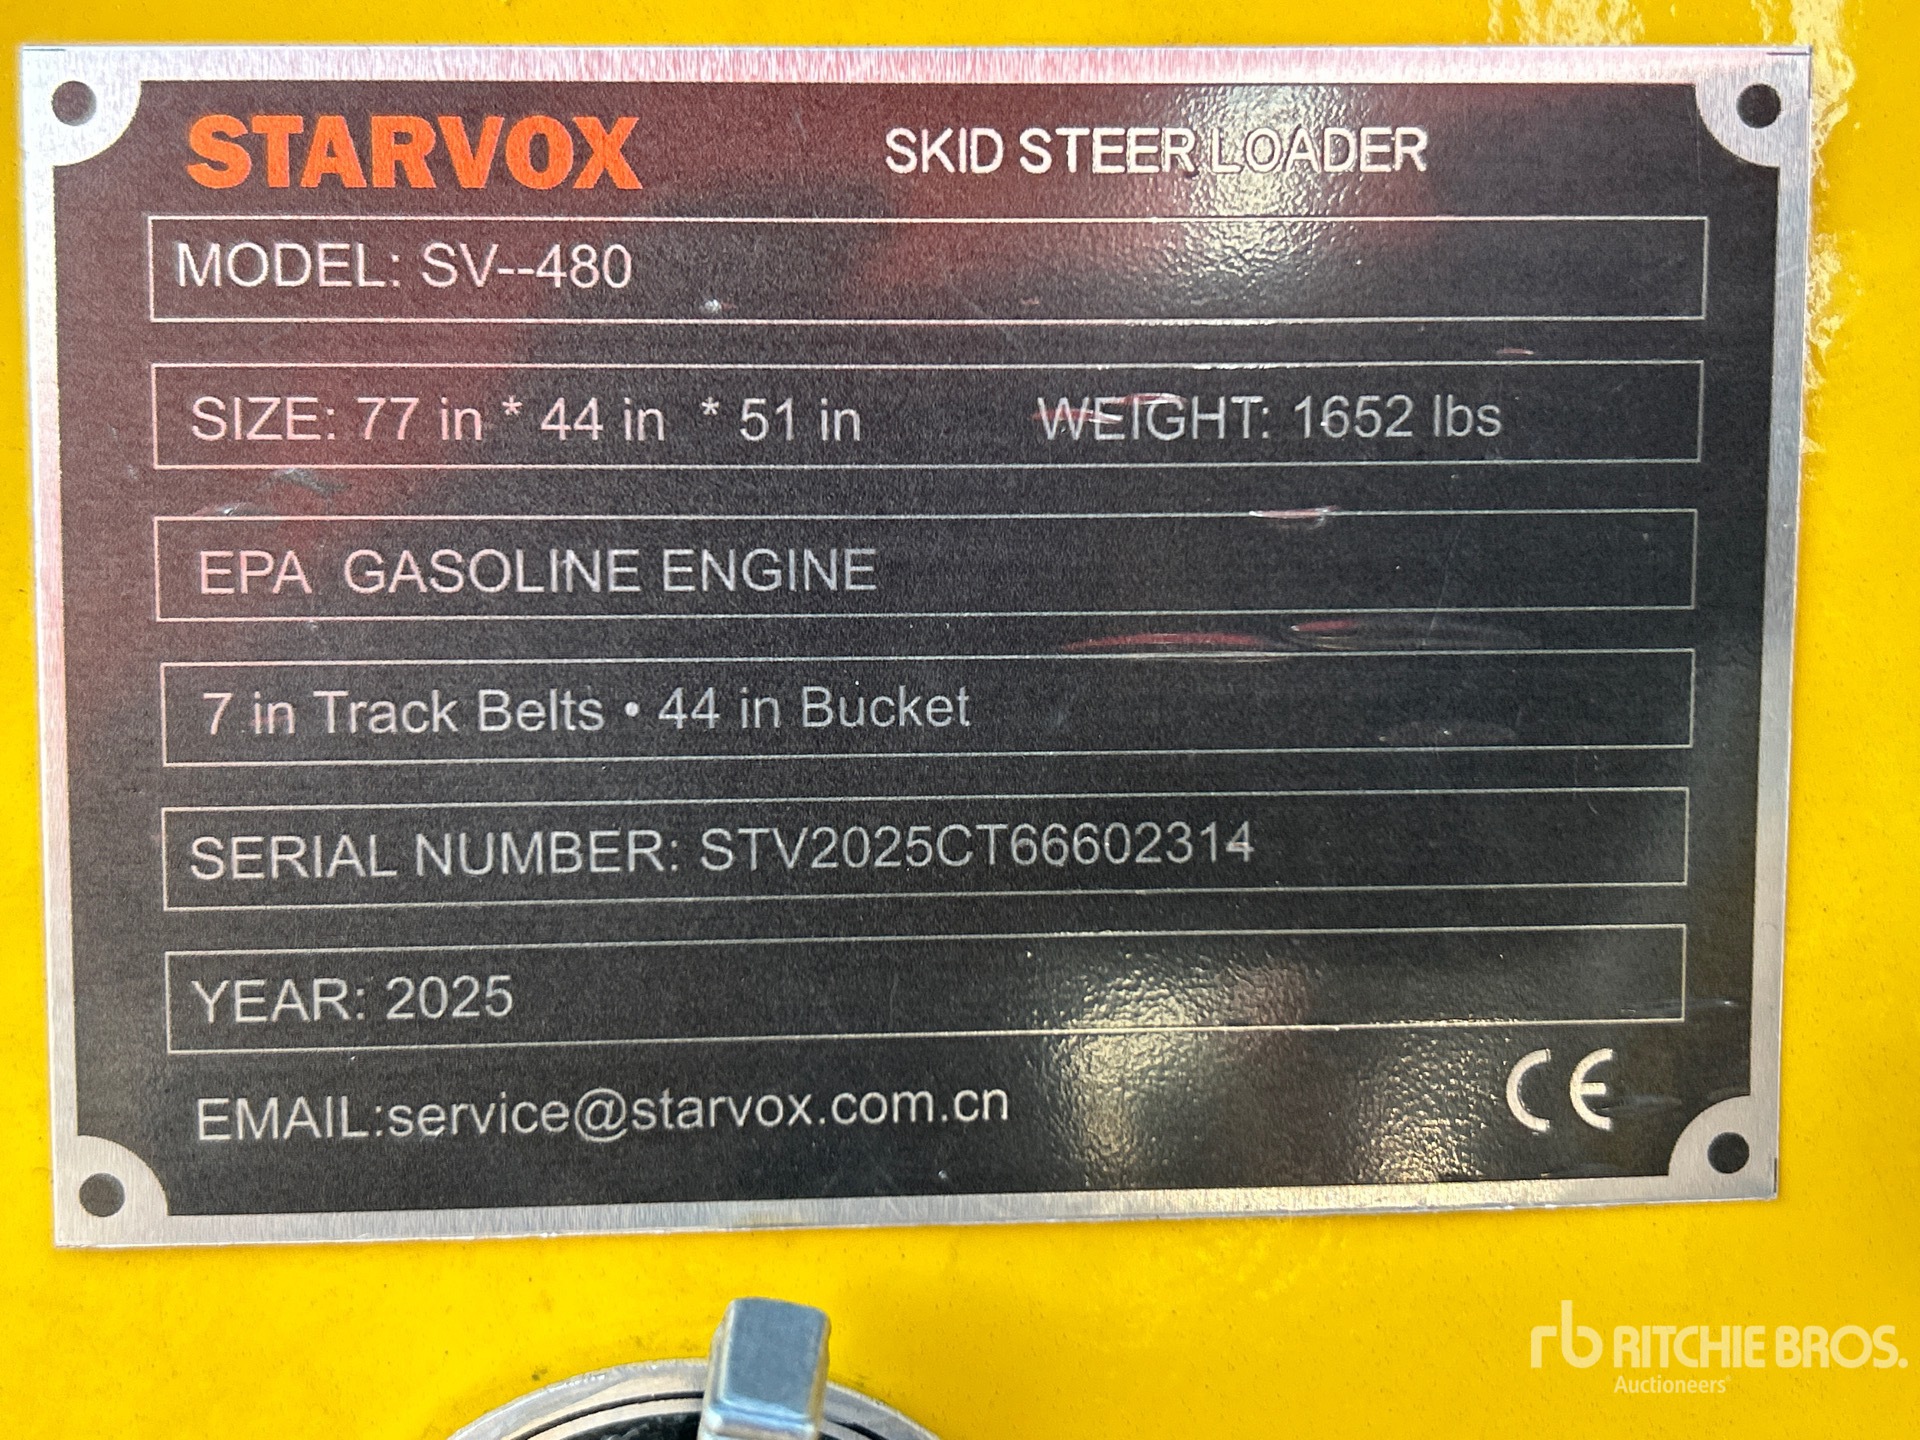 STARVOX SKID STEER LOADER
MODEL: SV--480
SIZE: 77 in * 44 in * 51 in WEIGHT: 1652 lbs
EPA GASOLINE ENGINE
7 in Track Belts • 44 in Bucket
SERIAL NUMBER: STV2025CT66602314
YEAR: 2025
EMAIL:service@starvox.com.cn
CE
rb RITCHIE BROS.
Auctioneers